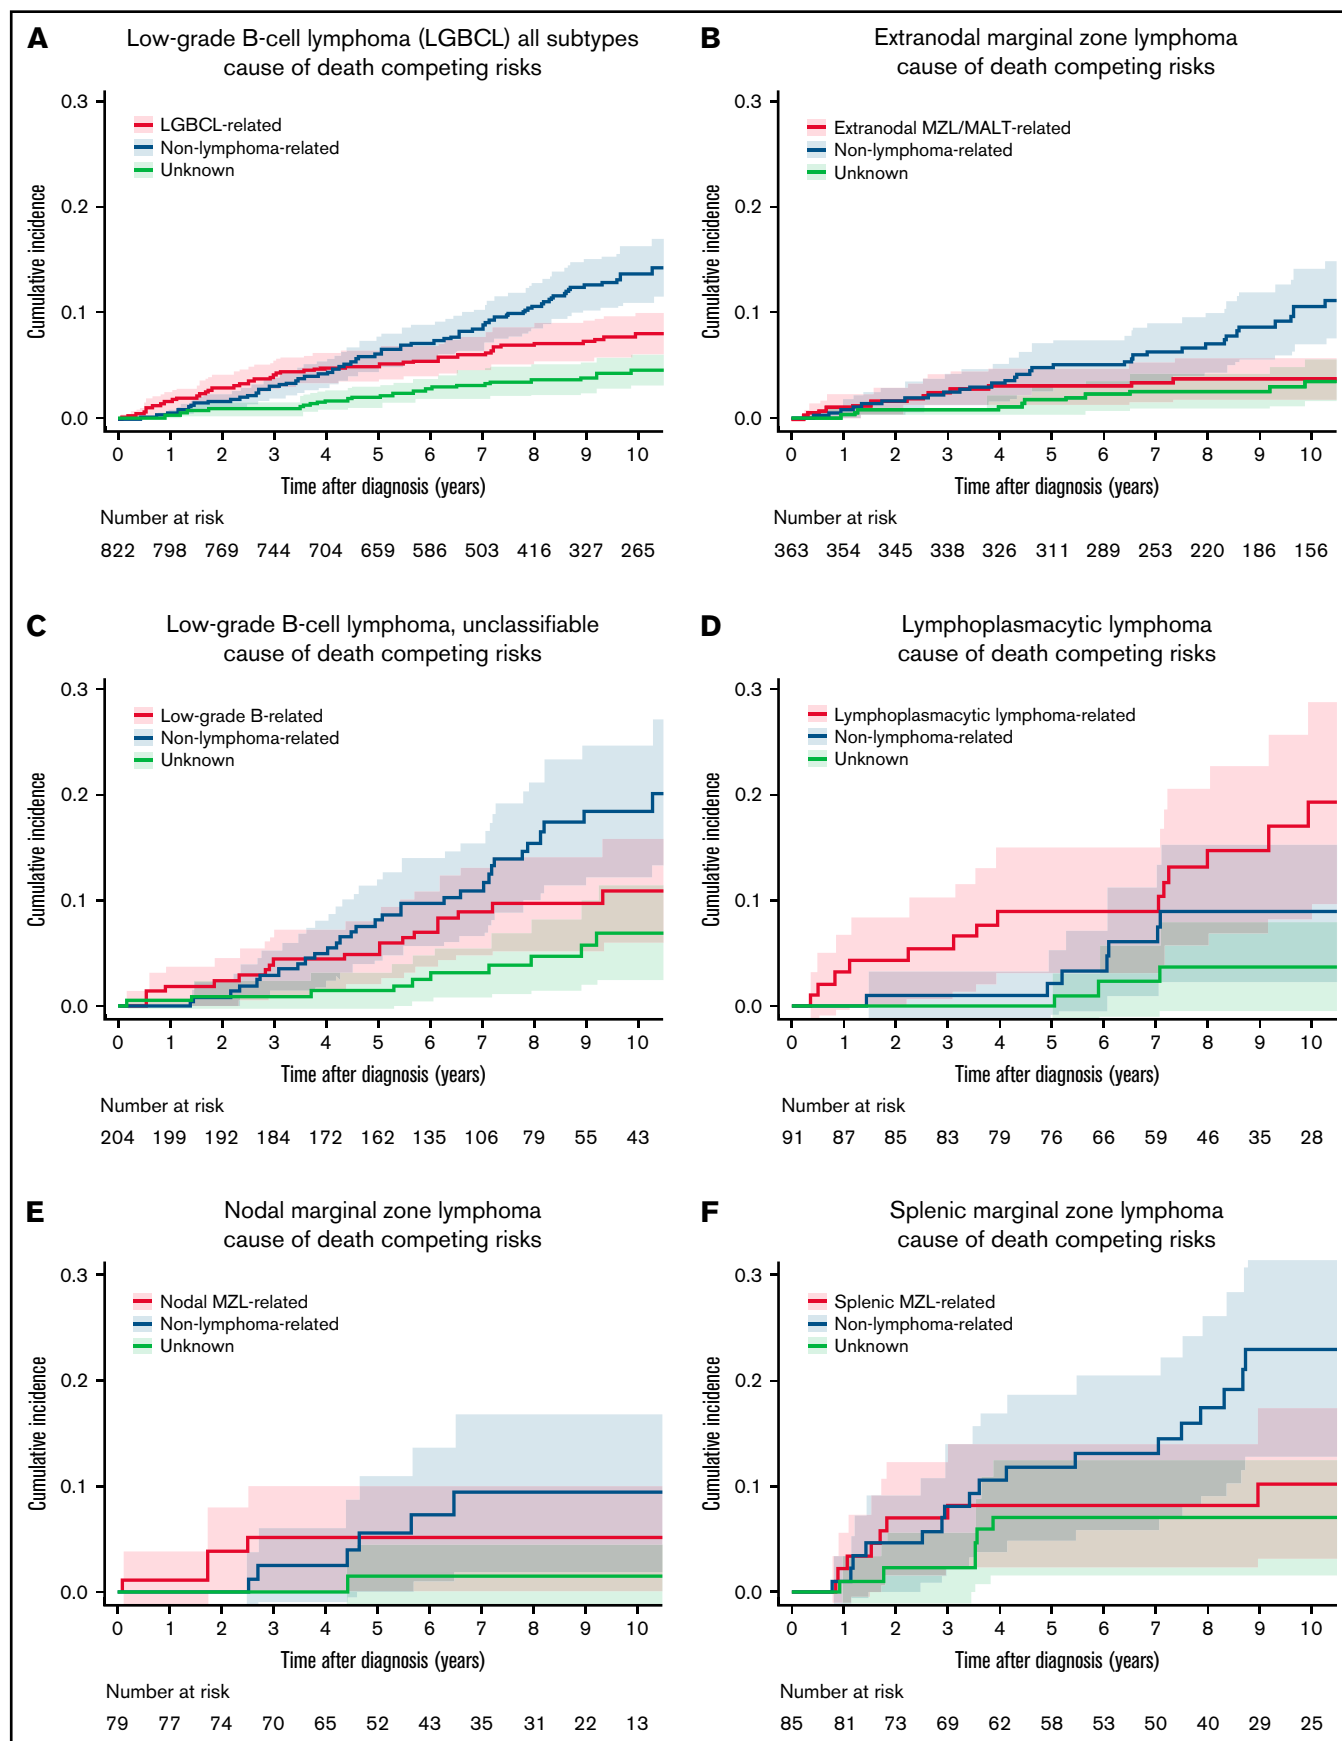 A
Low-grade B-cell lymphoma (LGBCL) all subtypes
cause of death competing risks
0.3
0.2
0.1
0.0
Cumulative incidence
LGBCL-related
Non-lymphoma-related
Unknown
0 1 2 3 4 5 6 7 8 9 10
Time after diagnosis (years)
Number at risk
822 798 769 744 704 659 586 503 416 327 265
B
Extranodal marginal zone lymphoma
cause of death competing risks
0.3
0.2
0.1
0.0
Cumulative incidence
Extranodal MZL/MALT-related
Non-lymphoma-related
Unknown
0 1 2 3 4 5 6 7 8 9 10
Time after diagnosis (years)
Number at risk
363 354 345 338 326 311 289 253 220 186 156
C
Low-grade B-cell lymphoma, unclassifiable
cause of death competing risks
0.3
0.2
0.1
0.0
Cumulative incidence
Low-grade B-related
Non-lymphoma-related
Unknown
0 1 2 3 4 5 6 7 8 9 10
Time after diagnosis (years)
Number at risk
204 199 192 184 172 162 135 106 79 55 43
D
Lymphoplasmacytic lymphoma
cause of death competing risks
0.3
0.2
0.1
0.0
Cumulative incidence
Lymphoplasmacytic lymphoma-related
Non-lymphoma-related
Unknown
0 1 2 3 4 5 6 7 8 9 10
Time after diagnosis (years)
Number at risk
91 87 85 83 79 76 66 59 46 35 28
E
Nodal marginal zone lymphoma
cause of death competing risks
0.3
0.2
0.1
0.0
Cumulative incidence
Nodal MZL-related
Non-lymphoma-related
Unknown
0 1 2 3 4 5 6 7 8 9 10
Time after diagnosis (years)
Number at risk
79 77 74 70 65 52 43 35 31 22 13
F
Splenic marginal zone lymphoma
cause of death competing risks
0.3
0.2
0.1
0.0
Cumulative incidence
Splenic MZL-related
Non-lymphoma-related
Unknown
0 1 2 3 4 5 6 7 8 9 10
Time after diagnosis (years)
Number at risk
85 81 73 69 62 58 53 50 40 29 25